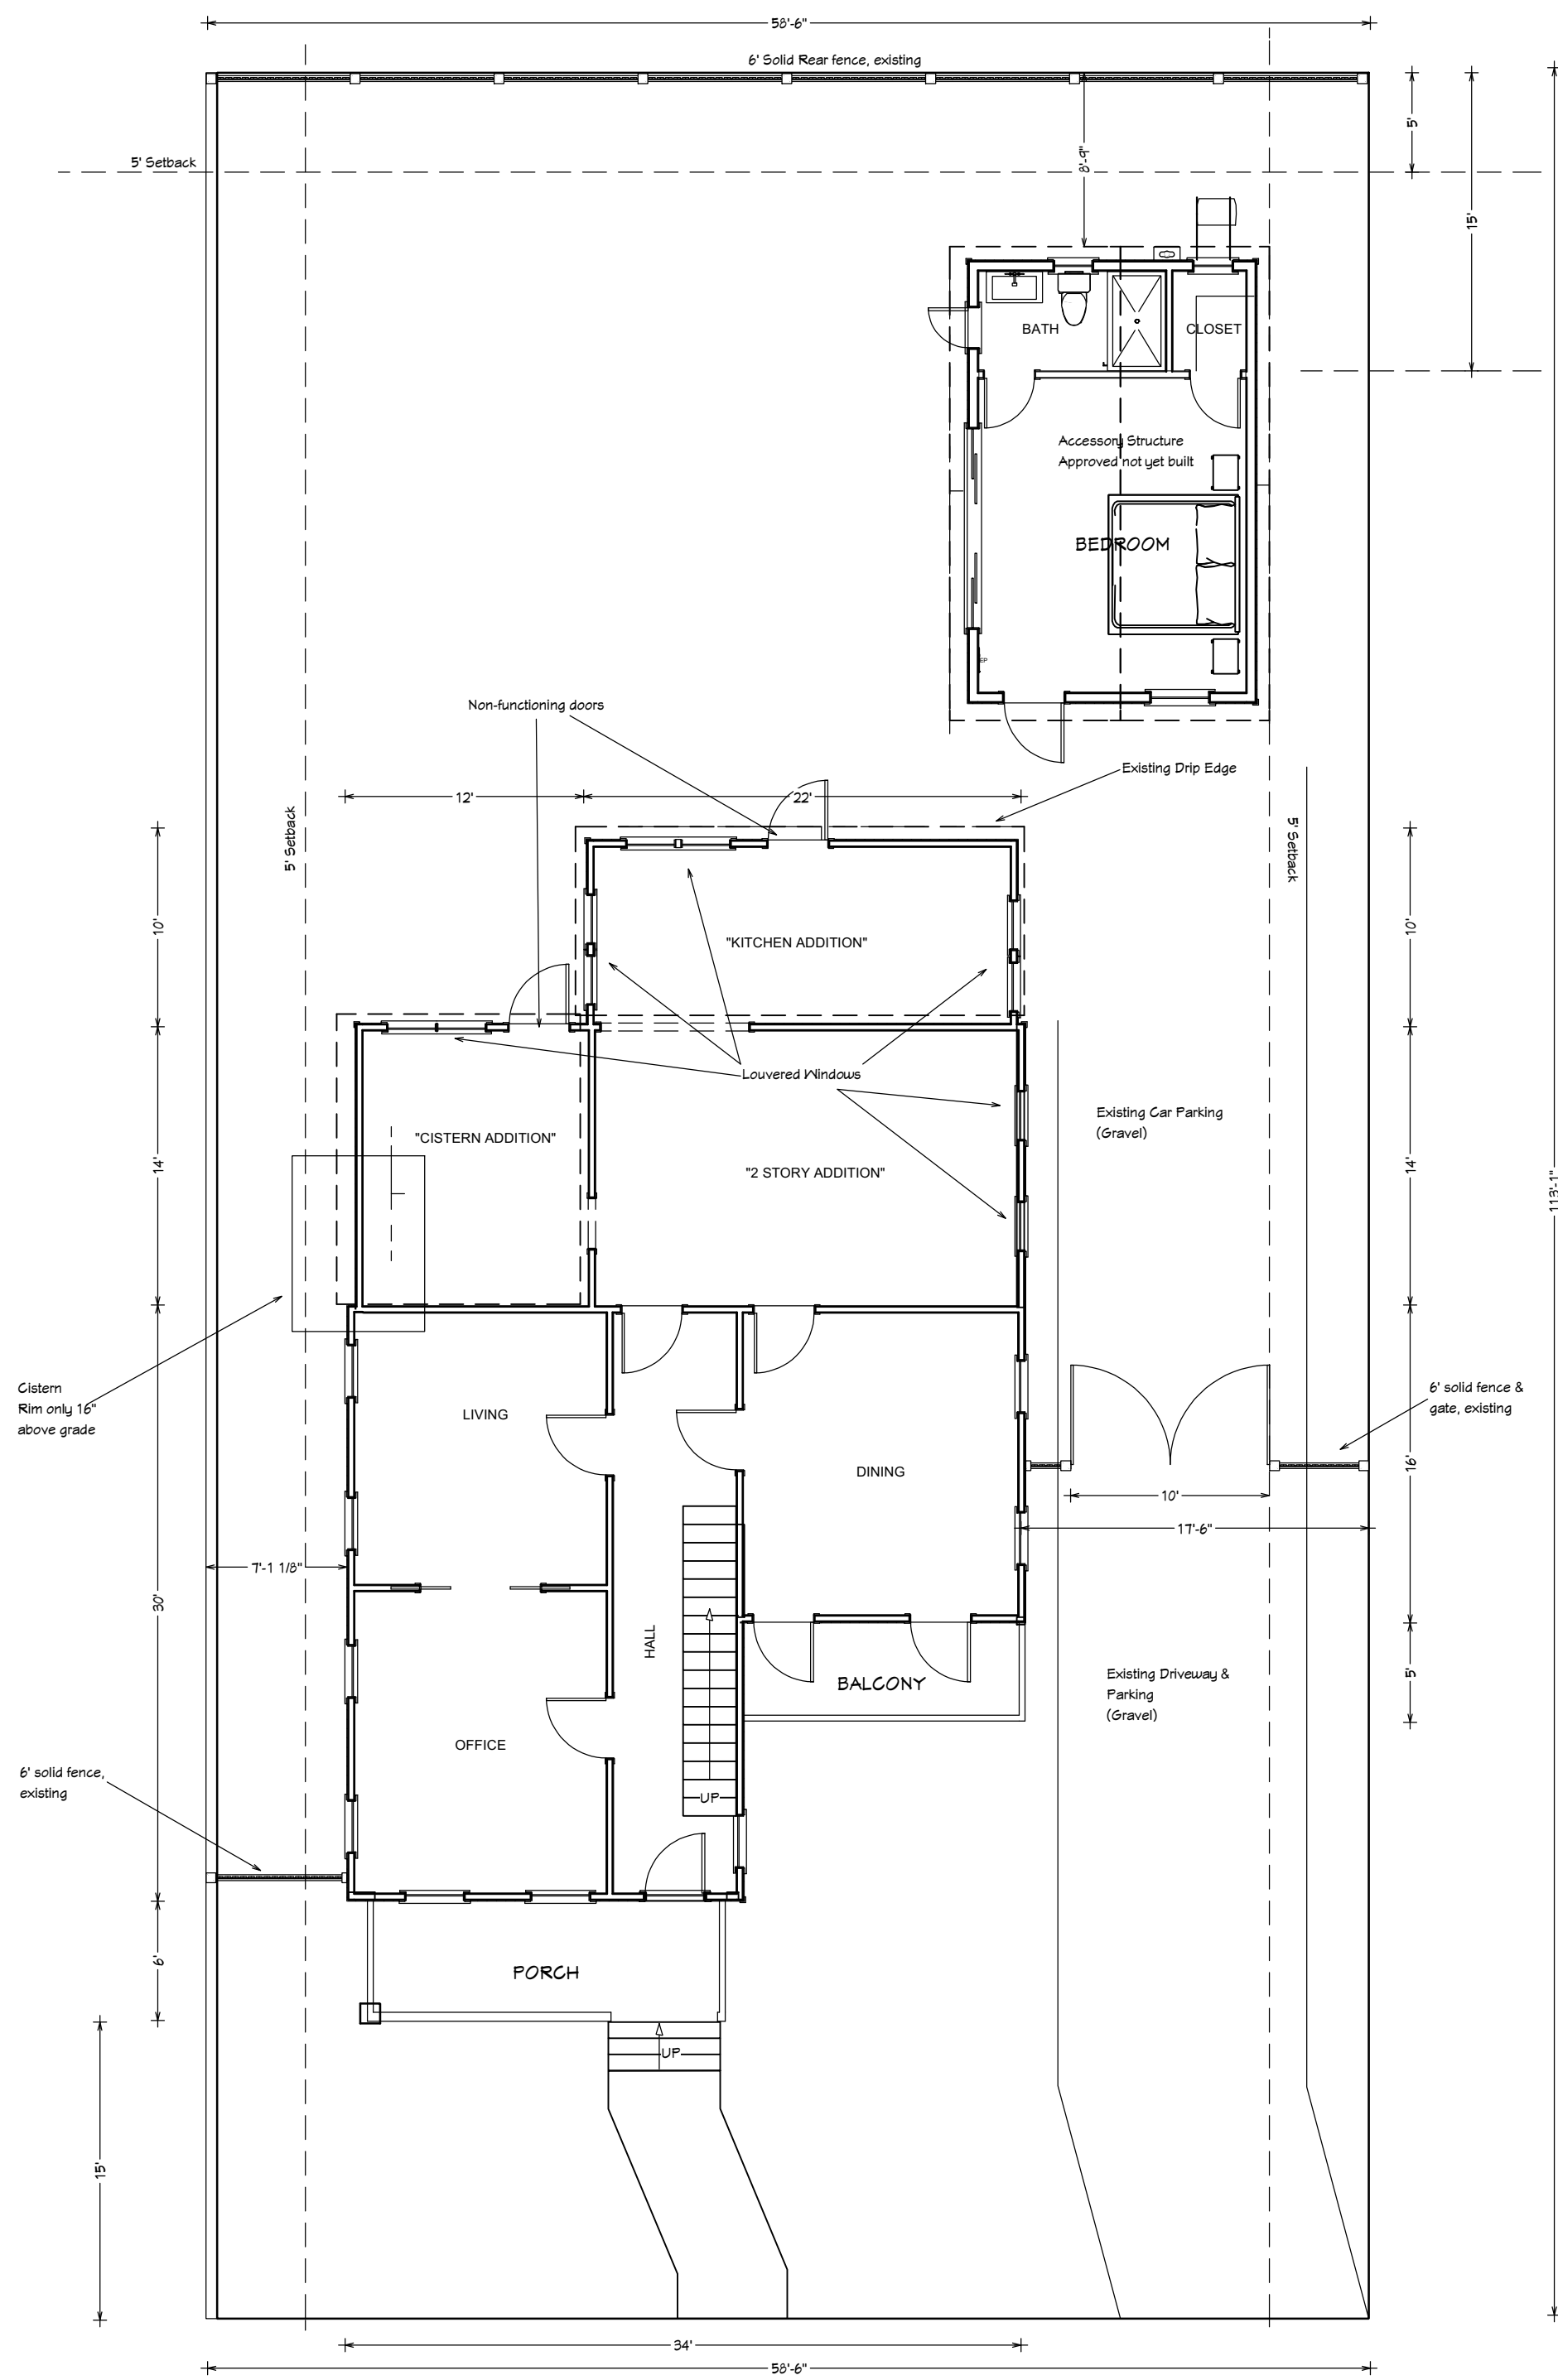 58'-6"
6' Solid Rear fence, existing
5'
5' Setback
8'-9"
15'
BATH
CLOSET
Accessory Structure
Approved not yet built
BEDROOM
EP
Non-functioning doors
Existing Drip Edge
12'
22'
5' Setback
5' Setback
10'
10'
"KITCHEN ADDITION"
Louvered Windows
Existing Car Parking
(Gravel)
"CISTERN ADDITION"
14'
14'
"2 STORY ADDITION"
113'-1"
Cistern
Rim only 16"
above grade
6' solid fence &
gate, existing
LIVING
DINING
16'
10'
17'-6"
7'-1 1/8"
30'
HALL
BALCONY
Existing Driveway &
Parking
(Gravel)
5'
OFFICE
6' solid fence,
existing
UP
6'
PORCH
UP
15'
34'
58'-6"